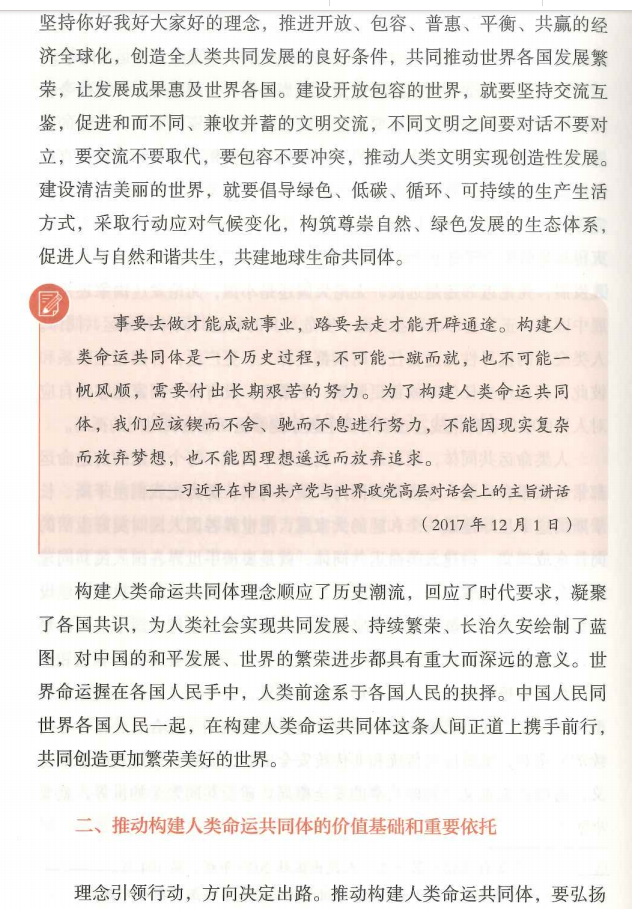 坚持你好我好大家好的理念，推进开放、包容、普惠、平衡、共赢的经
济全球化，创造全人类共同发展的良好条件，共同推动世界各国发展繁
荣，让发展成果惠及世界各国。建设开放包容的世界，就要坚持交流互
鉴，促进和而不同、兼收并蓄的文明交流，不同文明之间要对话不要对
立，要交流不要取代，要包容不要冲突，推动人类文明实现创造性发展。
建设清洁美丽的世界，就要倡导绿色、低碳、循环、可持续的生产生活
方式，采取行动应对气候变化，构筑尊崇自然、绿色发展的生态体系，
促进人与自然和谐共生，共建地球生命共同体。
事要去做才能成就事业，路要去走才能开辟通途。构建人
类命运共同体是一个历史过程，不可能一蹴而就，也不可能一
帆风顺，需要付出长期艰苦的努力。为了构建人类命运共同
体，我们应该锲而不舍、驰而不息进行努力，不能因现实复杂
而放弃梦想，也不能因理想遥远而放弃追求。
——习近平在中国共产党与世界政党高层对话会上的主旨讲话
（2017 年 12 月 1 日）
构建人类命运共同体理念顺应了历史潮流，回应了时代要求，凝聚
了各国共识，为人类社会实现共同发展、持续繁荣、长治久安绘制了蓝
图，对中国的和平发展、世界的繁荣进步都具有重大而深远的意义。世
界命运握在各国人民手中，人类前途系于各国人民的抉择。中国人民同
世界各国人民一起，在构建人类命运共同体这条人间正道上携手前行，
共同创造更加繁荣美好的世界。
二、推动构建人类命运共同体的价值基础和重要依托
理念引领行动，方向决定出路。推动构建人类命运共同体，要弘扬